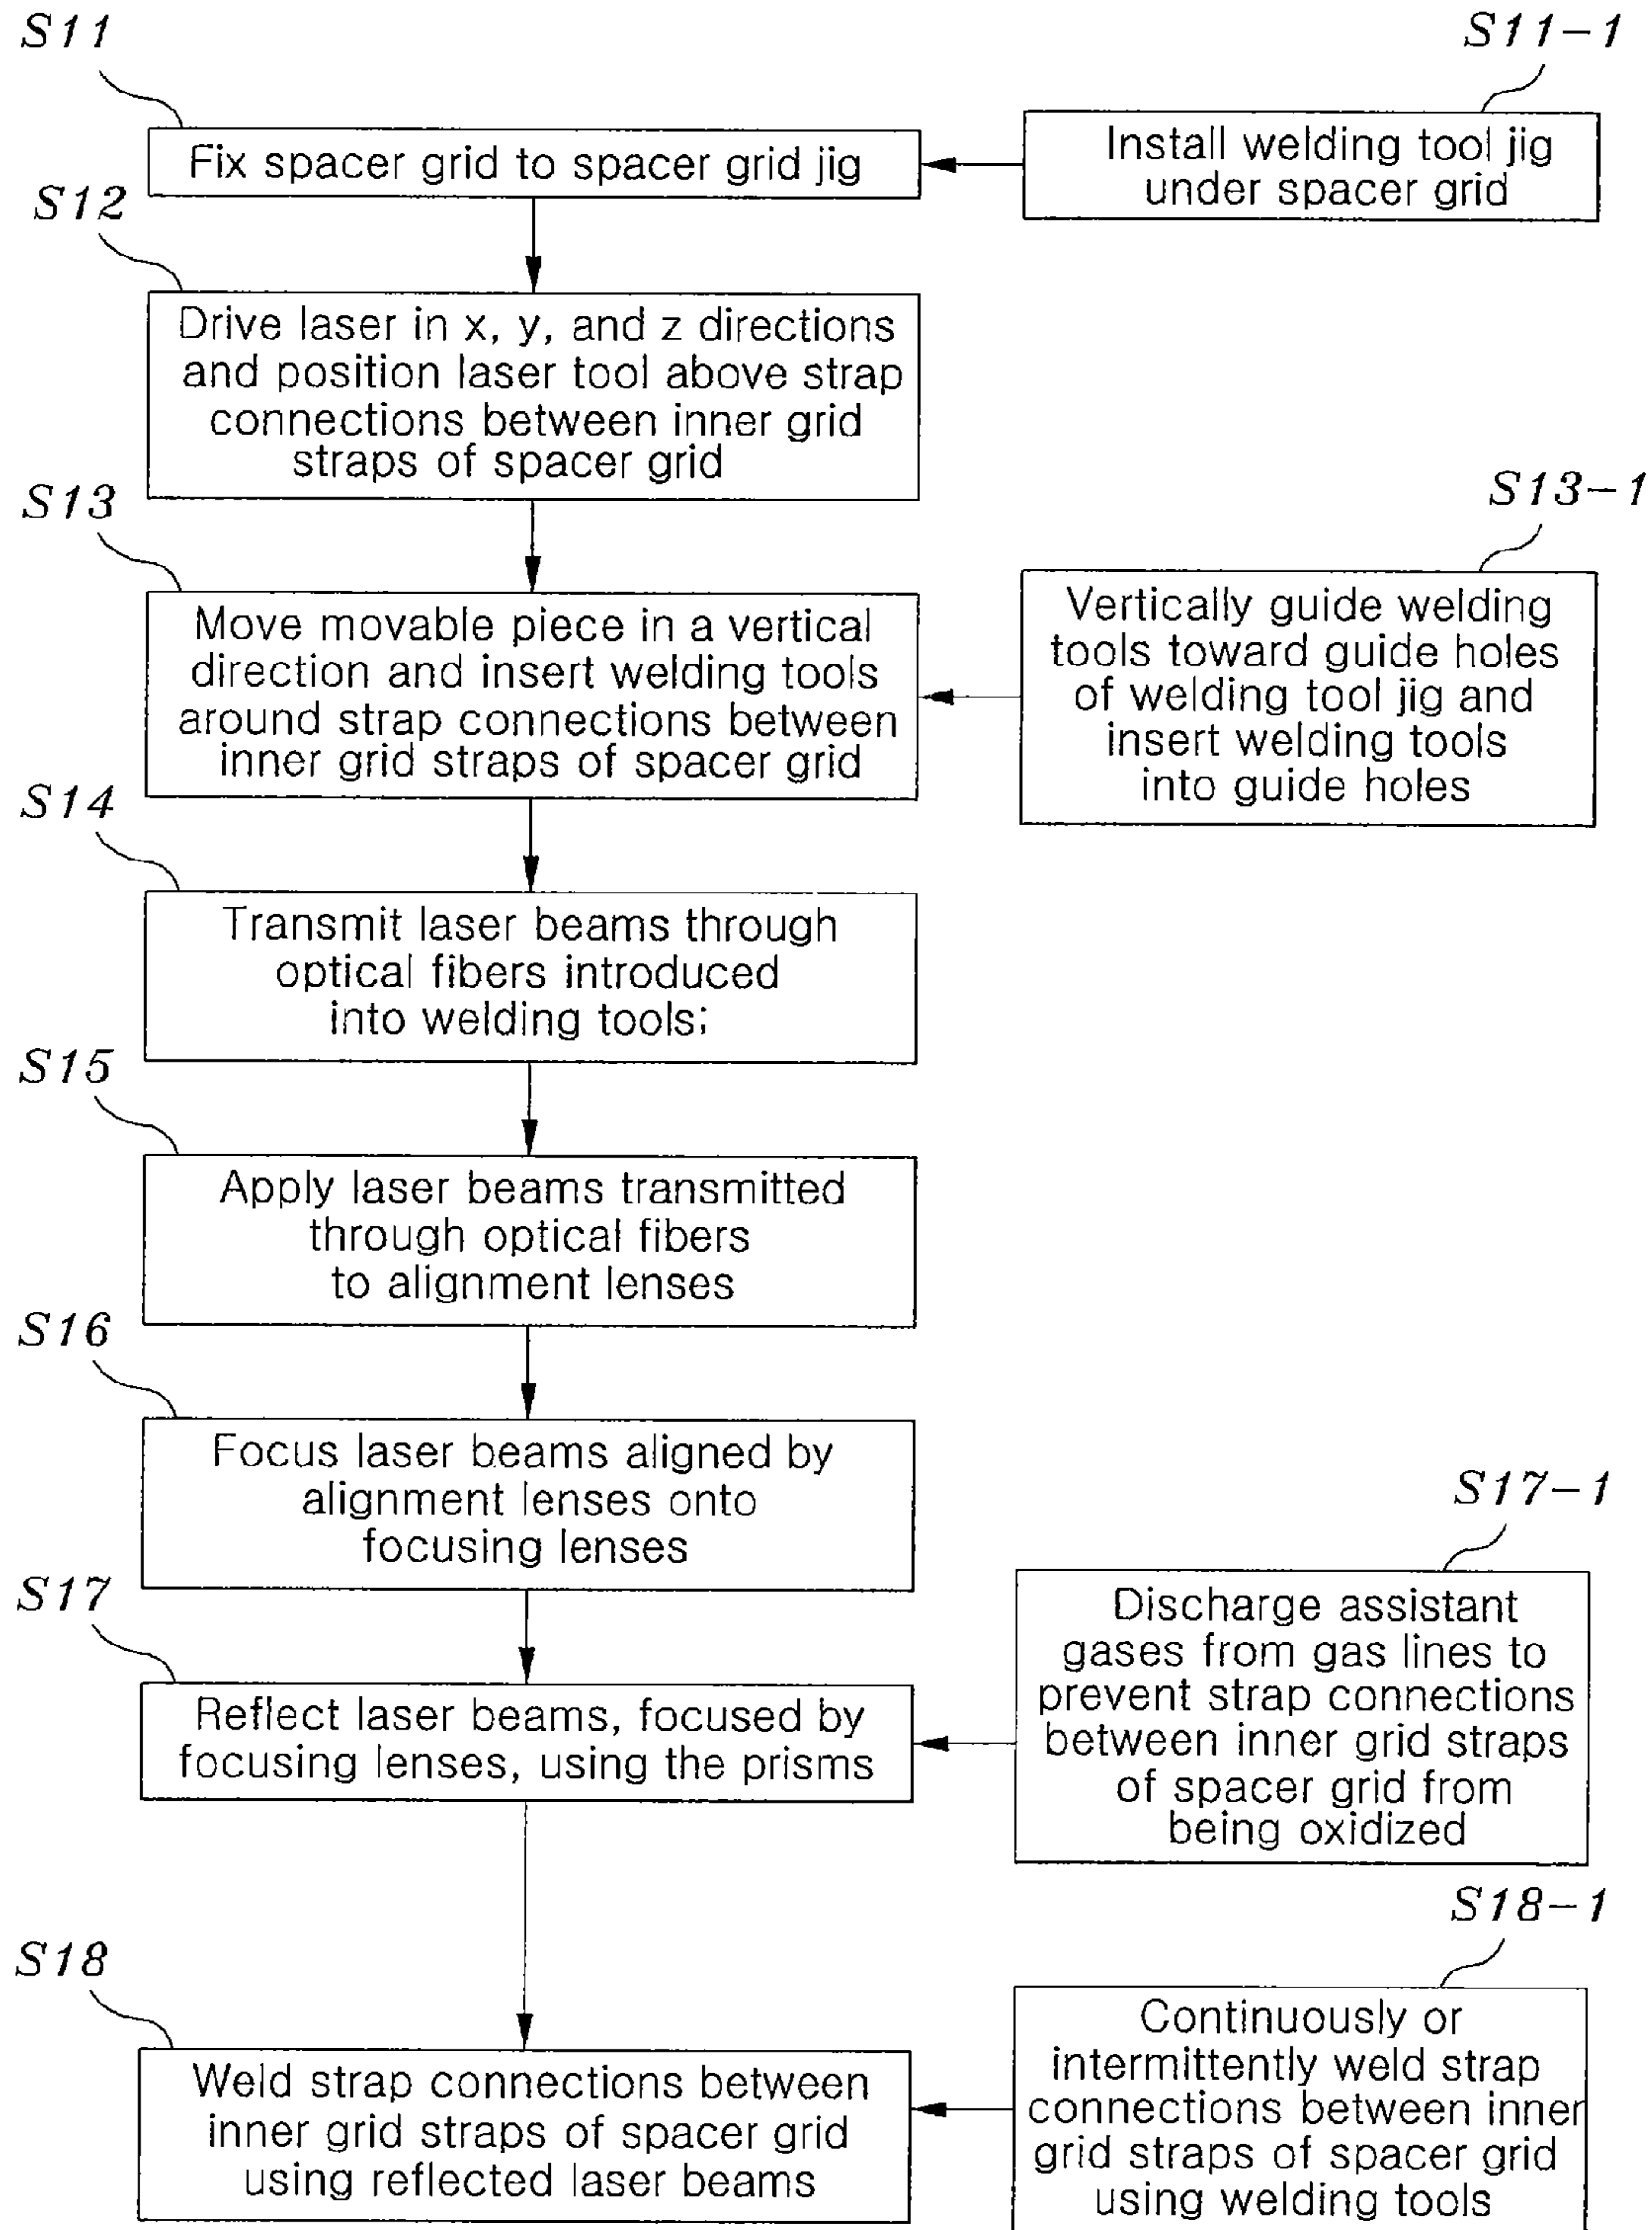 S11
Fix spacer grid to spacer grid jig
S11-1
Install welding tool jig
under spacer grid
S12
Drive laser in x, y, and z directions
and position laser tool above strap
connections between inner grid
straps of spacer grid
S13
Move movable piece in a vertical
direction and insert welding tools
around strap connections between
inner grid straps of spacer grid
S13-1
Vertically guide welding
tools toward guide holes
of welding tool jig and
insert welding tools
into guide holes
S14
Transmit laser beams through
optical fibers introduced
into welding tools;
S15
Apply laser beams transmitted
through optical fibers
to alignment lenses
S16
Focus laser beams aligned by
alignment lenses onto
focusing lenses
S17
Reflect laser beams, focused by
focusing lenses, using the prisms
S17-1
Discharge assistant
gases from gas lines to
prevent strap connections
between inner grid straps
of spacer grid from
being oxidized
S18
Weld strap connections between
inner grid straps of spacer grid
using reflected laser beams
S18-1
Continuously or
intermittently weld strap
connections between inner
grid straps of spacer grid
using welding tools